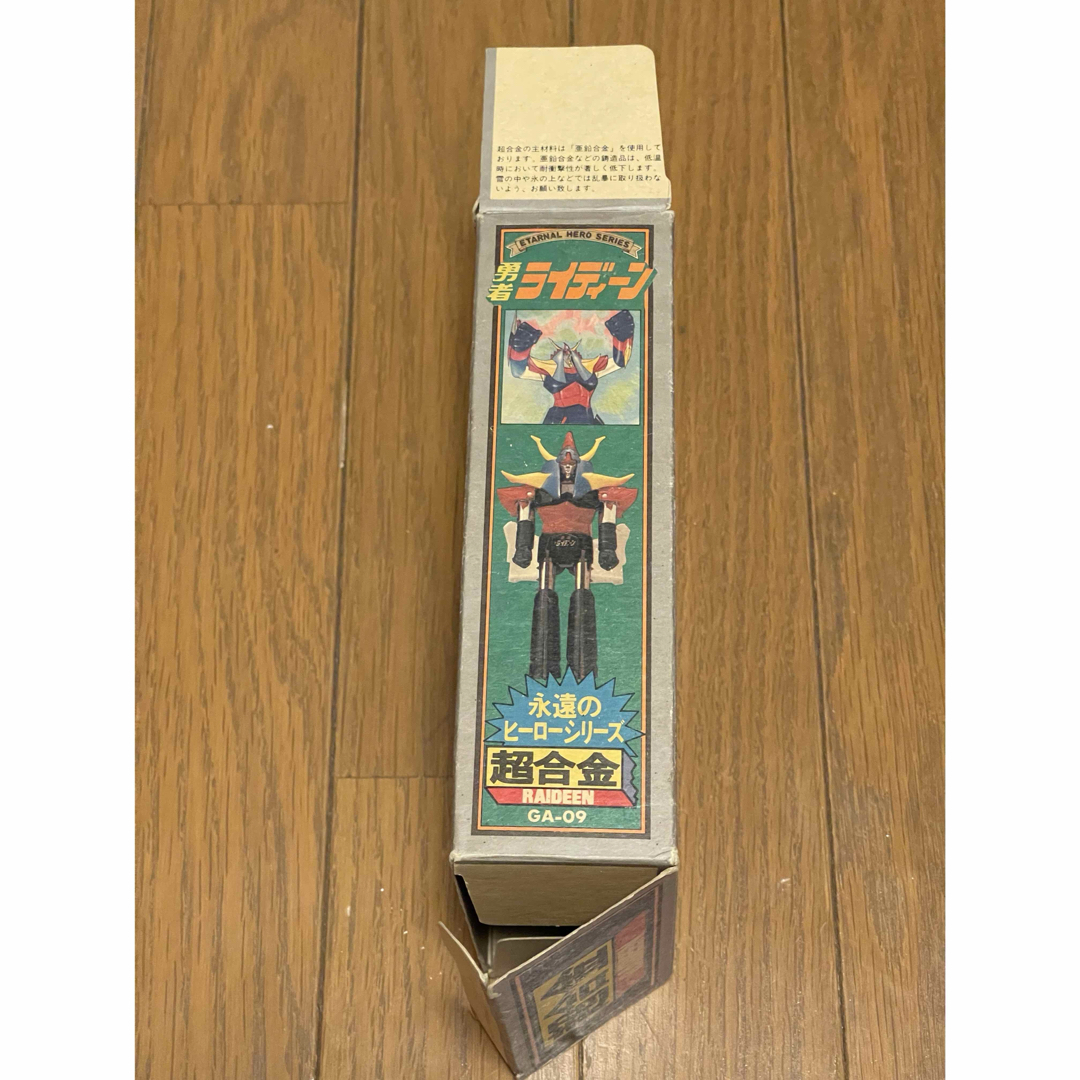 超合金の主材料は「亜鉛合金」を使用して
おります。亜鉛合金などの鋳造品は、低温
時において耐衝撃性が著しく低下します。
雪の中や氷の上などでは乱暴に取り扱わな
いよう、お願い致します。
ETARNAL HERO SERIES
勇者
ライディーン
永遠の
ヒーローシリーズ
超合金
RAIDEEN
GA-09